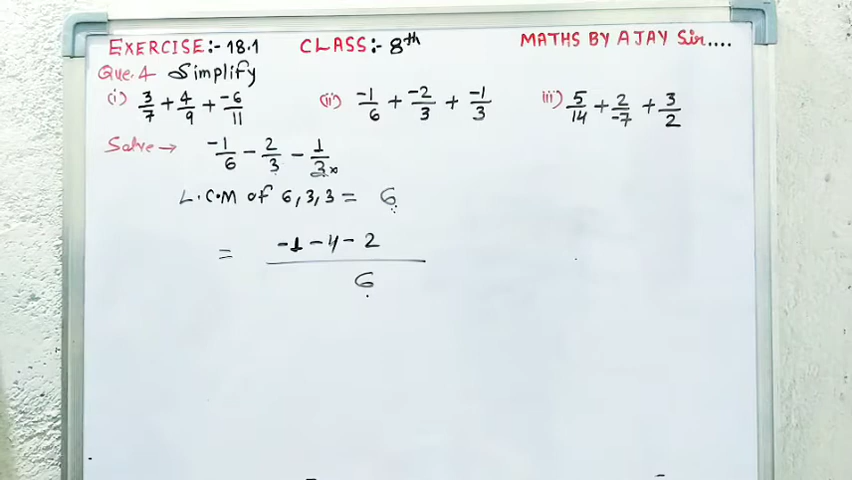 EXERCISE:- 18.1 CLASS:- 8th MATHS BY AJAY Sir....
Que.4 Simplify
(i) 3/7 + 4/9 + -6/11 (ii) -1/6 + -2/3 + -1/3 iii) 5/14 + 2/-7 + 3/2
Solve → -1/6 - 2/3 - 1/3
L.C.M of 6,3,3 = 6
= -1-4-2/6